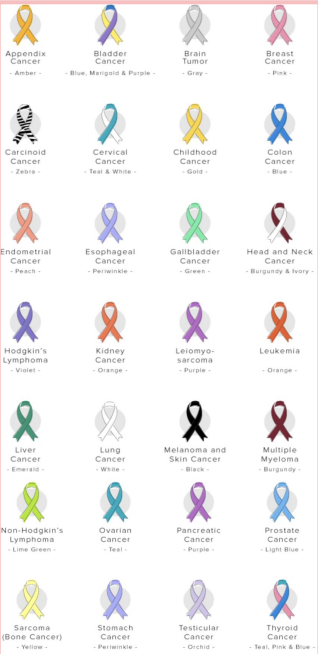 Appendix
Cancer
- Amber -
Bladder
Cancer
- Blue, Marigold & Purple -
Brain
Tumor
- Gray -
Breast
Cancer
- Pink -
Carcinoid
Cancer
- Zebra -
Cervical
Cancer
- Teal & White -
Childhood
Cancer
- Gold -
Colon
Cancer
- Blue -
Endometrial
Cancer
- Peach -
Esophageal
Cancer
- Periwinkle -
Gallbladder
Cancer
- Green -
Head and Neck
Cancer
- Burgundy & Ivory -
Hodgkin's
Lymphoma
- Violet -
Kidney
Cancer
- Orange -
Leiomyo-
sarcoma
- Purple -
Leukemia
- Orange -
Liver
Cancer
- Emerald -
Lung
Cancer
- White -
Melanoma and
Skin Cancer
- Black -
Multiple
Myeloma
- Burgundy -
Non-Hodgkin's
Lymphoma
- Lime Green -
Ovarian
Cancer
- Teal -
Pancreatic
Cancer
- Purple -
Prostate
Cancer
- Light Blue -
Sarcoma
(Bone Cancer)
- Yellow -
Stomach
Cancer
- Periwinkle -
Testicular
Cancer
- Orchid -
Thyroid
Cancer
- Teal, Pink & Blue -